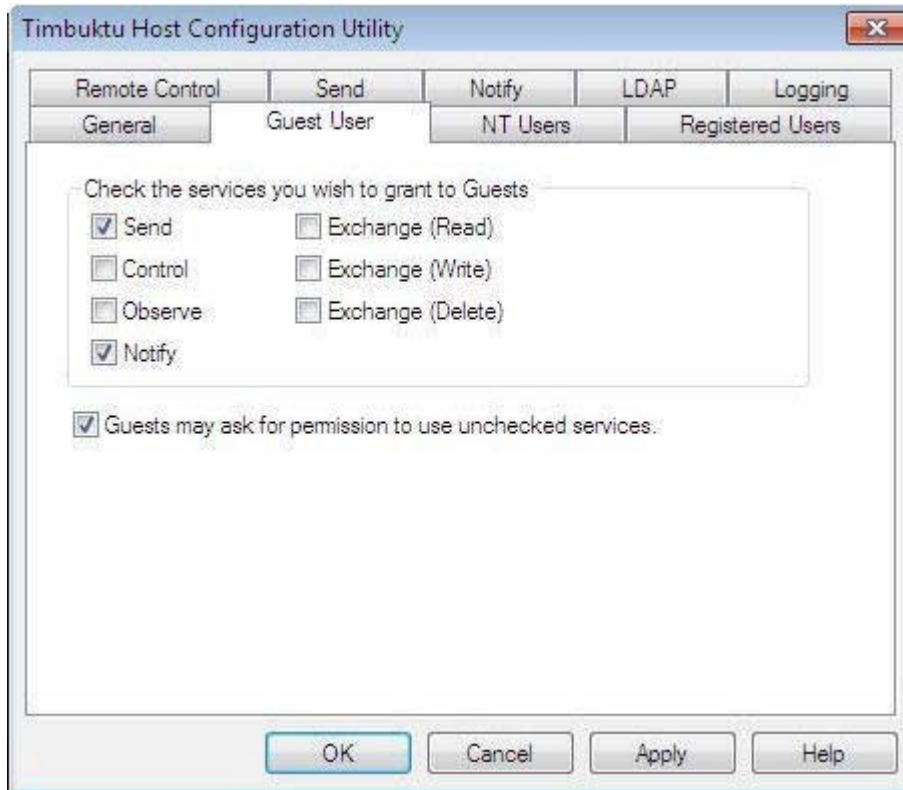 Timbuktu Host Configuration Utility
Remote Control Send Notify LDAP Logging
General Guest User NT Users Registered Users
Check the services you wish to grant to Guests
Send Exchange (Read)
Control Exchange (Write)
Observe Exchange (Delete)
Notify
Guests may ask for permission to use unchecked services.
OK Cancel Apply Help